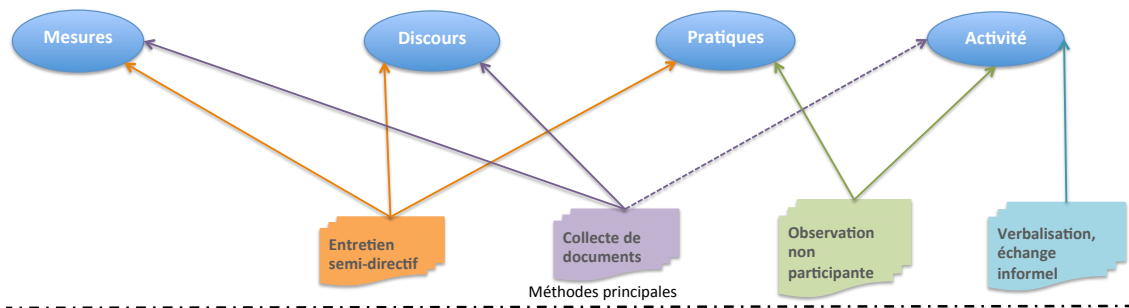 Mesures
Discours
Pratiques
Activité
Entretien
semi-directif
Collecte de
documents
Observation
non
participante
Verbalisation,
échange
informel
Méthodes principales